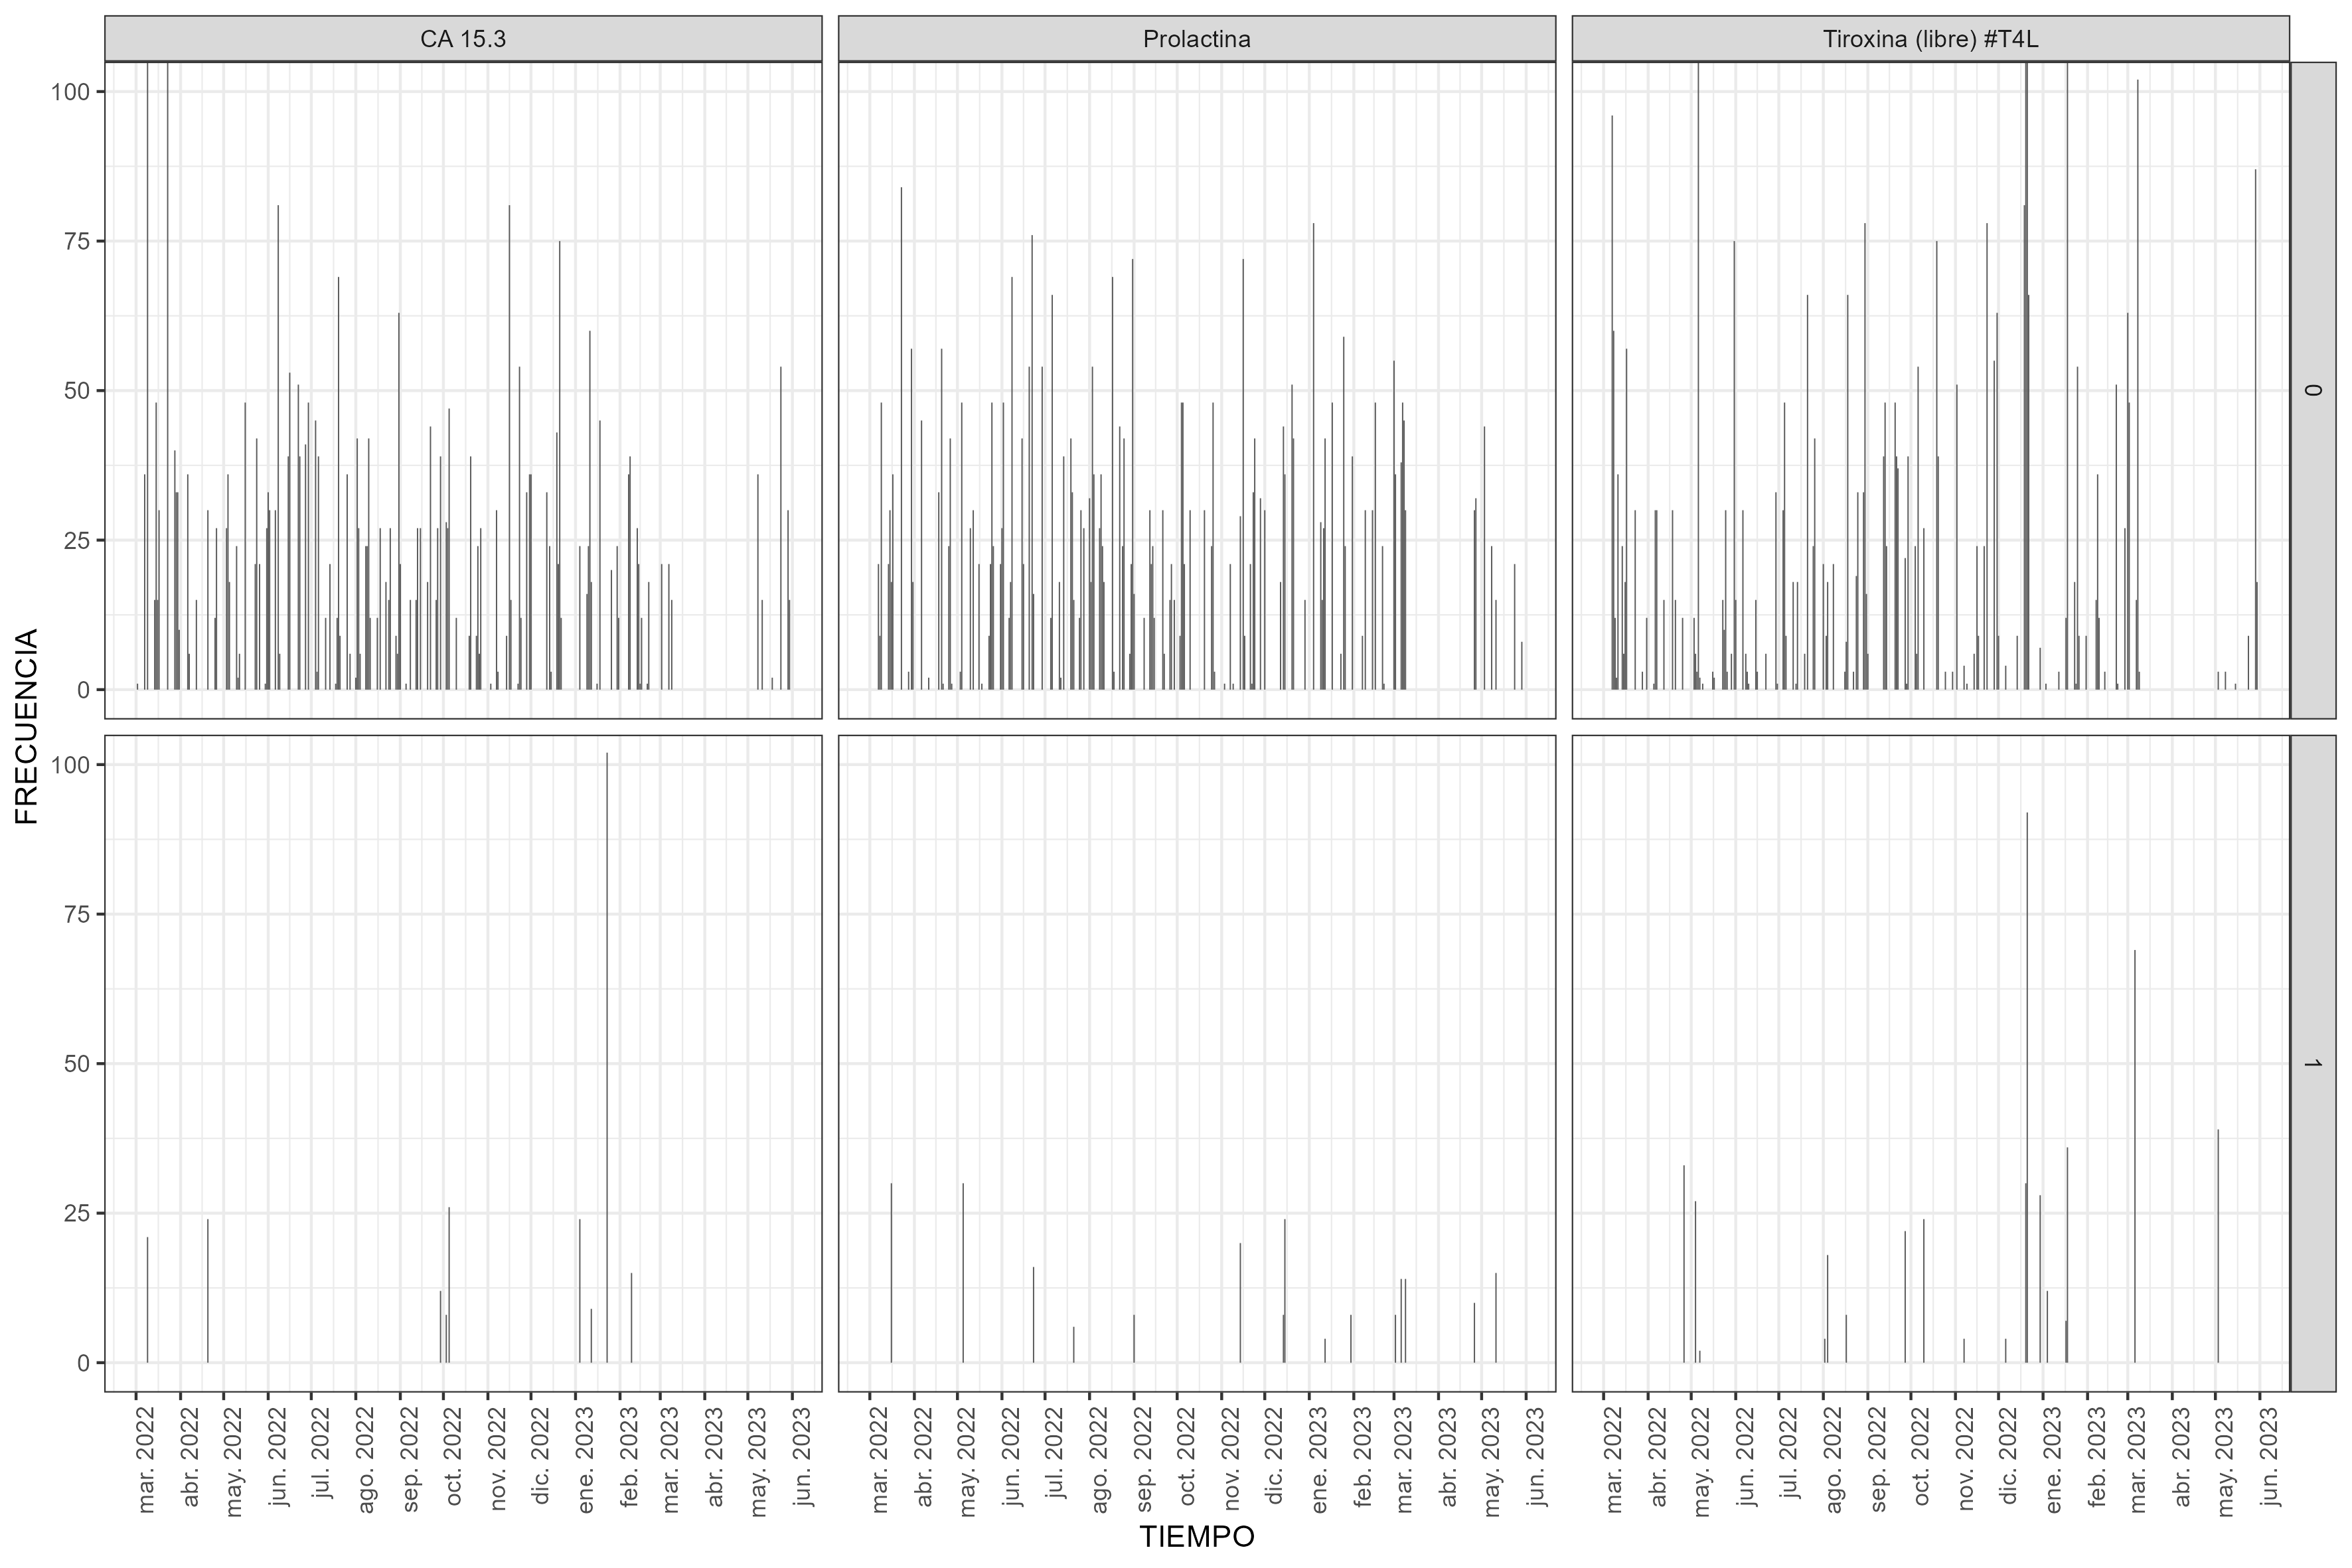 CA 15.3
Prolactina
Tiroxina (libre) #T4L
100
75
50
25
0
0
100
75
50
25
0
1
FRECUENCIA
mar. 2022
abr. 2022
may. 2022
jun. 2022
jul. 2022
ago. 2022
sep. 2022
oct. 2022
nov. 2022
dic. 2022
ene. 2023
feb. 2023
mar. 2023
abr. 2023
may. 2023
jun. 2023
mar. 2022
abr. 2022
may. 2022
jun. 2022
jul. 2022
ago. 2022
sep. 2022
oct. 2022
nov. 2022
dic. 2022
ene. 2023
feb. 2023
mar. 2023
abr. 2023
may. 2023
jun. 2023
mar. 2022
abr. 2022
may. 2022
jun. 2022
jul. 2022
ago. 2022
sep. 2022
oct. 2022
nov. 2022
dic. 2022
ene. 2023
feb. 2023
mar. 2023
abr. 2023
may. 2023
jun. 2023
TIEMPO